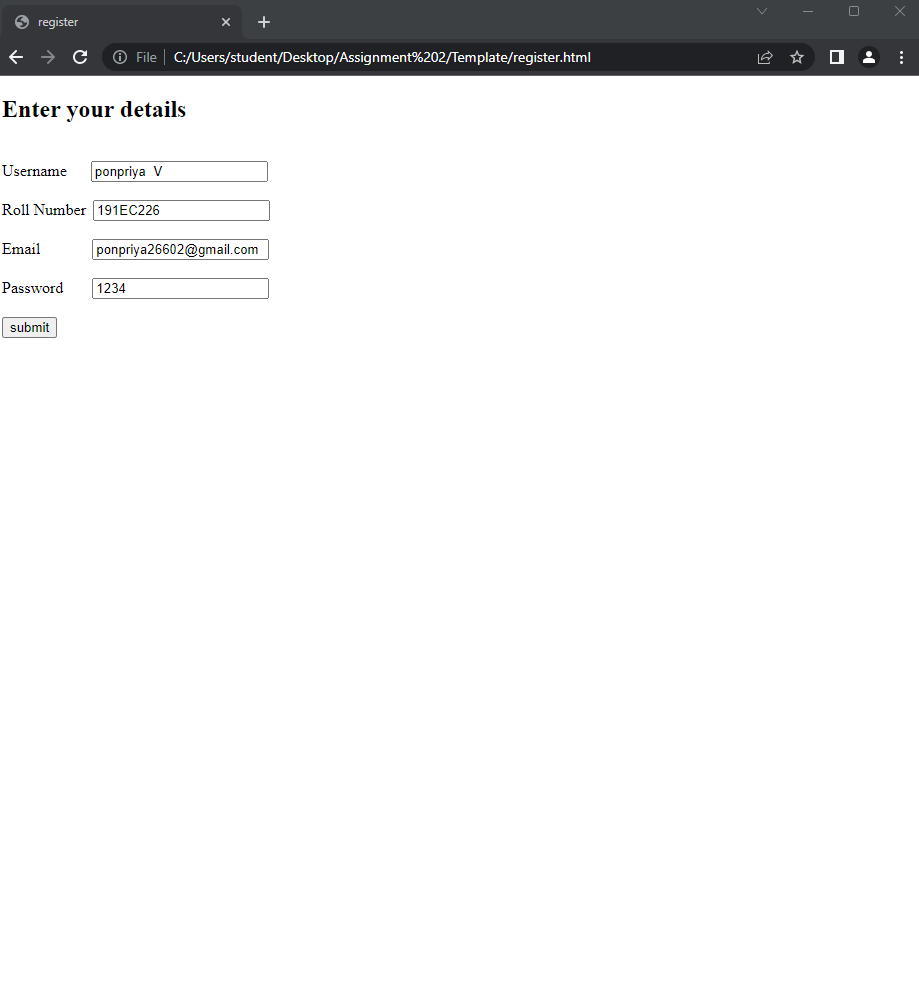 register
File C:/Users/student/Desktop/Assignment%202/Template/register.html
Enter your details
Username ponpriya  V
Roll Number 191EC226
Email ponpriya26602@gmail.com
Password 1234
submit